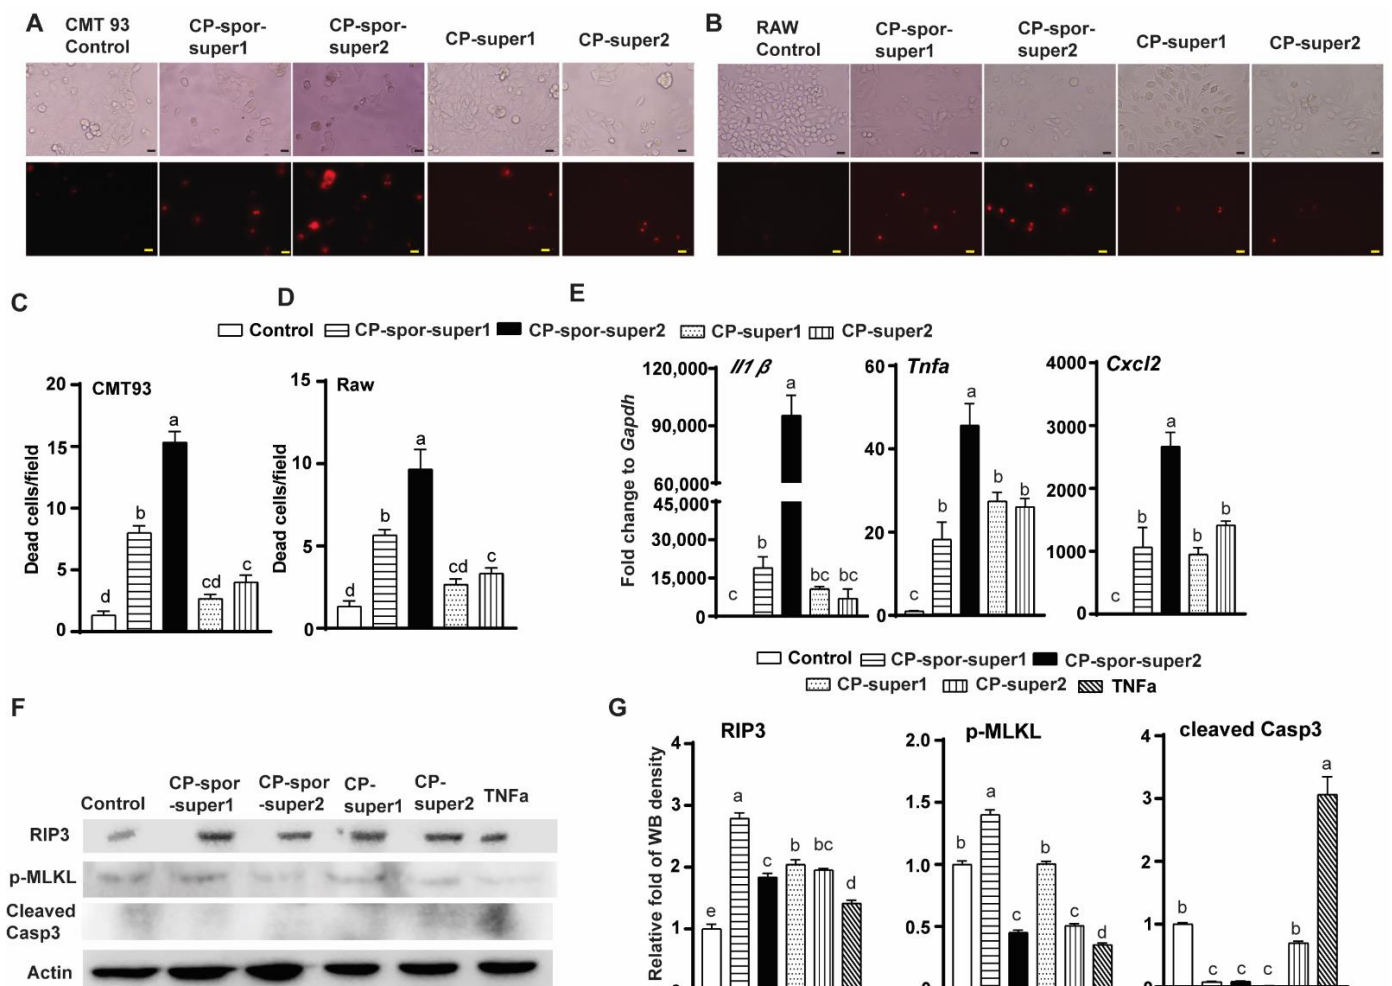 A
CMT 93
Control
CP-spor-
super1
CP-spor-
super2
CP-super1
CP-super2
B
RAW
Control
CP-spor-
super1
CP-spor-
super2
CP-super1
CP-super2
C
D
E
Control CP-spor-super1 CP-spor-super2 CP-super1 CP-super2
CMT93
Dead cells/field
20
15
10
5
0
d b a cd c
Raw
Dead cells/field
15
10
5
0
d b a cd c
Fold change to Gapdh
Il1 β
120,000
90,000
60,000
45,000
30,000
15,000
0
c b a bc bc
Tnfa
60
40
20
0
c b a b b
Cxcl2
4000
3000
2000
1000
0
c b a b b
Control CP-spor-super1 CP-spor-super2
CP-super1 CP-super2 TNFa
F
Control
CP-spor
-super1
CP-spor
-super2
CP-
super1
CP-
super2
TNFa
RIP3
p-MLKL
Cleaved
Casp3
Actin
G
Relative fold of WB density
RIP3
4
3
2
1
e a c b bc d
p-MLKL
2.0
1.5
1.0
0.5
b a c b c d
cleaved Casp3
4
3
2
1
b c c c b a